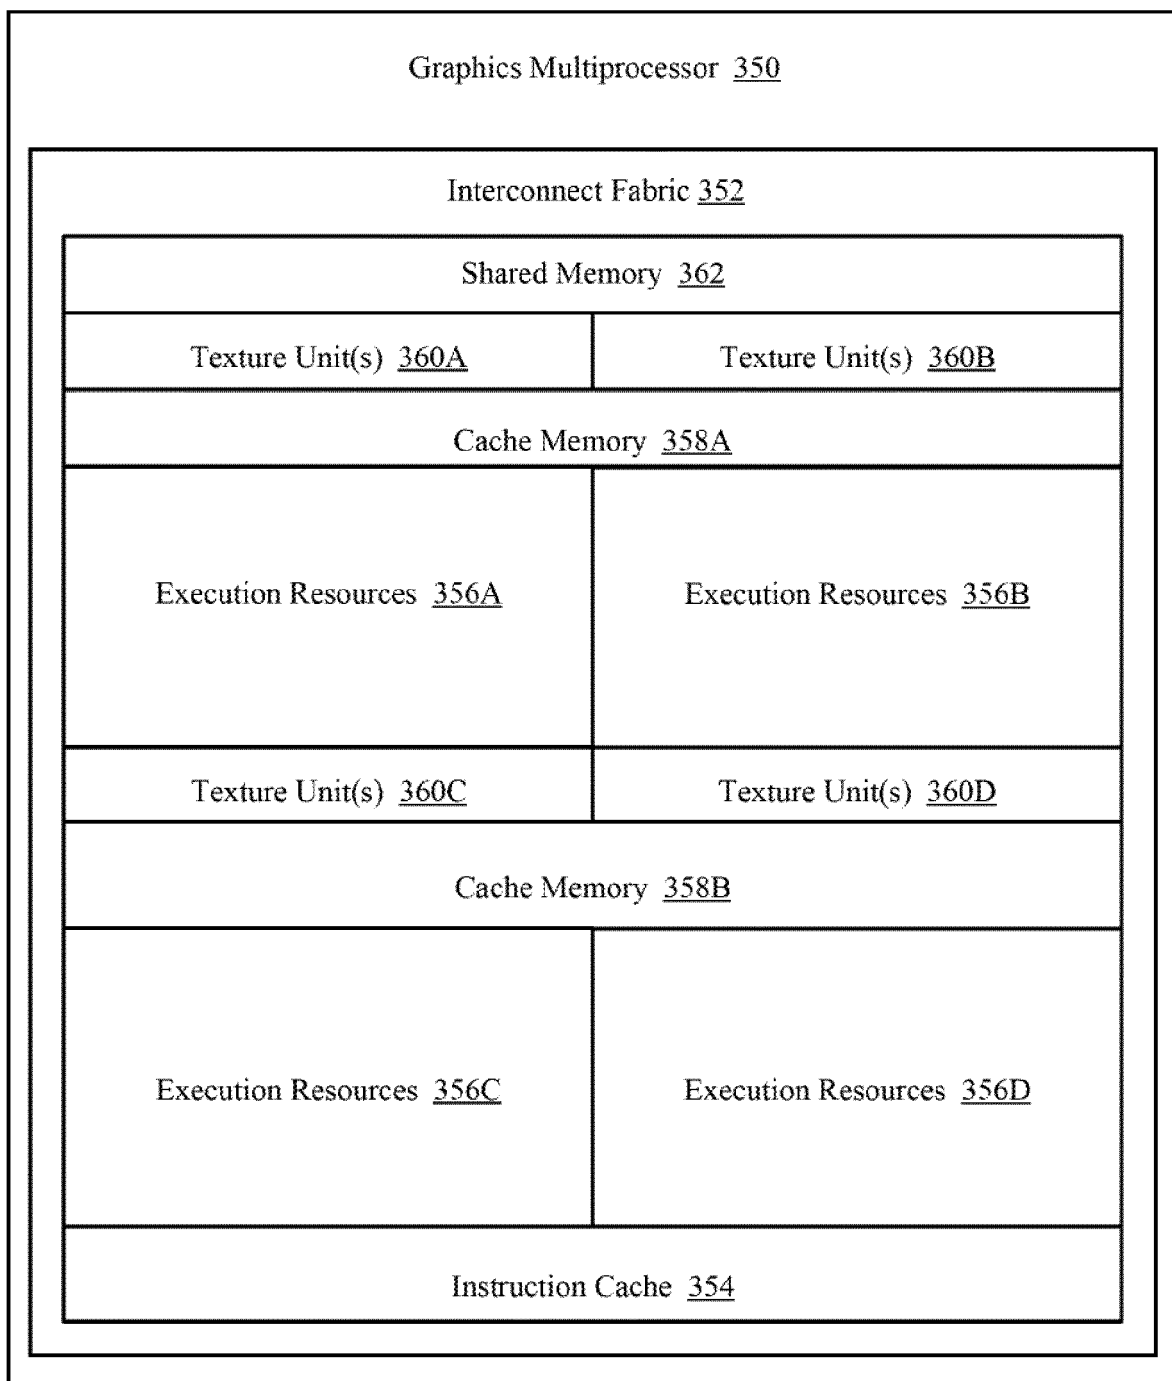 Graphics Multiprocessor 350
Interconnect Fabric 352
Shared Memory 362
Texture Unit(s) 360A Texture Unit(s) 360B
Cache Memory 358A
Execution Resources 356A Execution Resources 356B
Texture Unit(s) 360C Texture Unit(s) 360D
Cache Memory 358B
Execution Resources 356C Execution Resources 356D
Instruction Cache 354